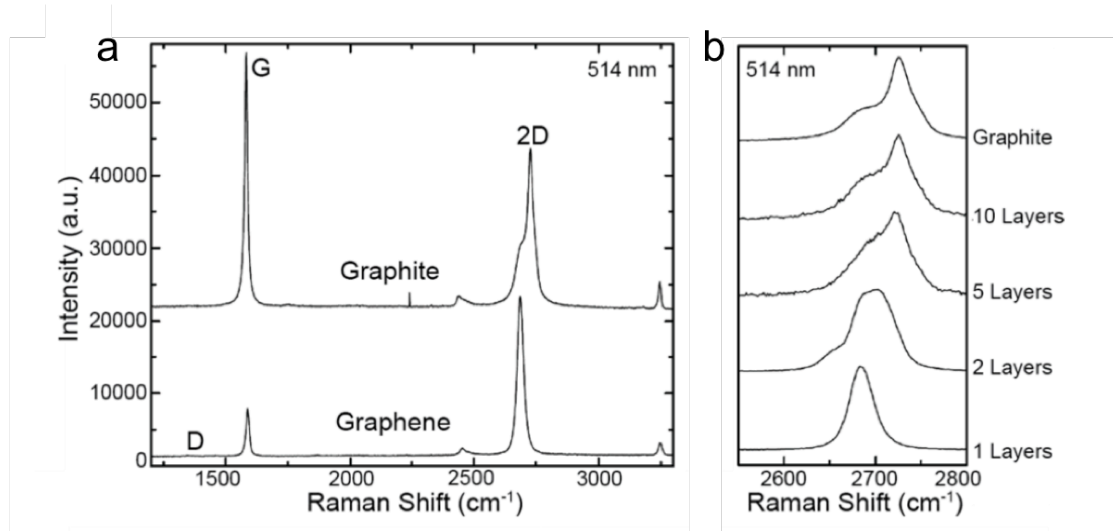 a
G
514 nm
2D
50000
40000
30000
20000
10000
0
Intensity (a.u.)
Graphite
Graphene
D
1500
2000
2500
3000
Raman Shift (cm⁻¹)
b
514 nm
Graphite
10 Layers
5 Layers
2 Layers
1 Layers
2600
2700
2800
Raman Shift (cm⁻¹)